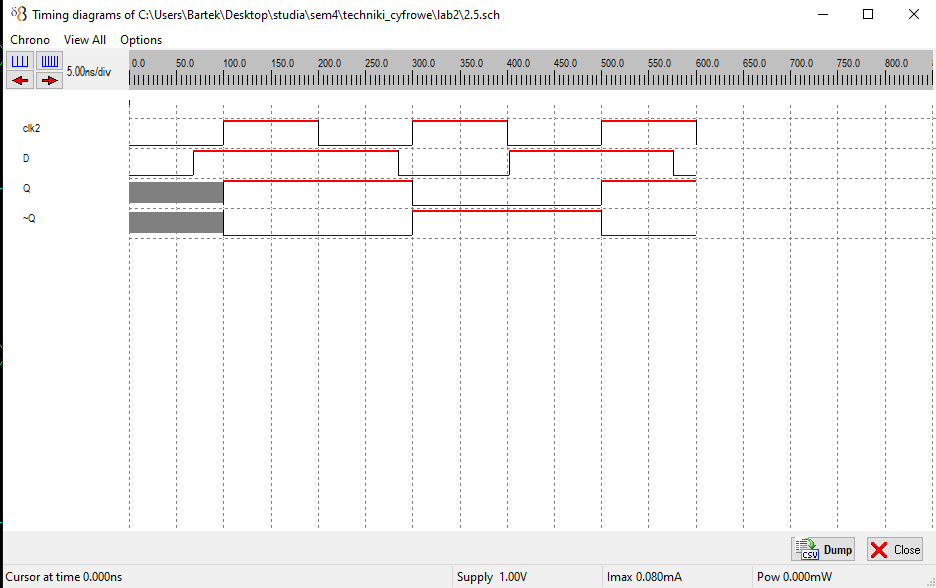 Timing diagrams of C:\Users\Bartek\Desktop\studia\sem4\techniki_cyfrowe\lab2\2.5.sch
Chrono View All Options
5.00ns/div
0.0 50.0 100.0 150.0 200.0 250.0 300.0 350.0 400.0 450.0 500.0 550.0 600.0 650.0 700.0 750.0 800.0
clk2
D
Q
~Q
CSV Dump Close
Cursor at time 0.000ns Supply 1.00V Imax 0.080mA Pow 0.000mW